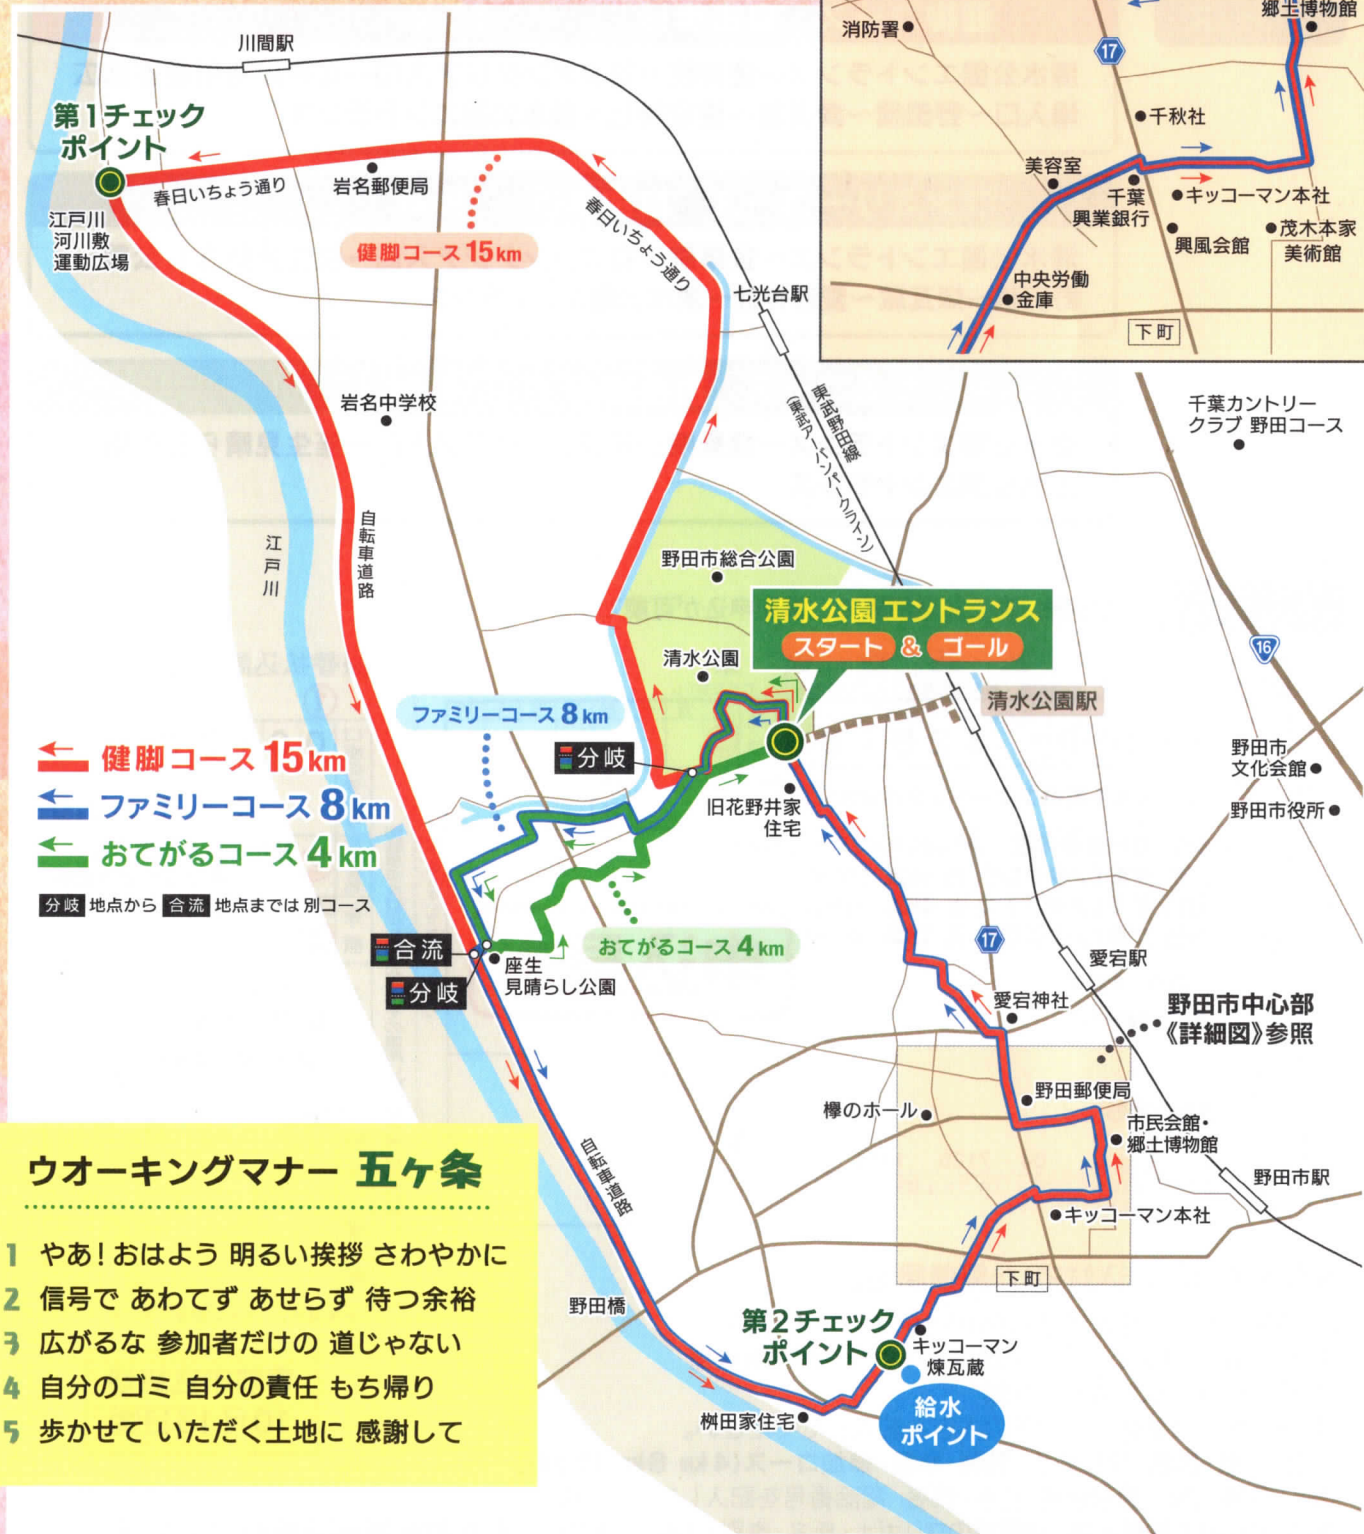 川間駅
第1チェック
ポイント
春日いちょう通り
岩名郵便局
江戸川
河川敷
運動広場
健脚コース 15km
春日いちょう通り
七光台駅
岩名中学校
東武野田線
(東武アーバンパークライン)
自転車道路
江戸川
消防署
17
郷土博物館
千秋社
美容室
千葉
興業銀行
キッコーマン本社
興風会館
茂木本家
美術館
中央労働
金庫
下町
千葉カントリー
クラブ 野田コース
16
野田市総合公園
清水公園 エントランス
スタート & ゴール
清水公園
清水公園駅
ファミリーコース 8km
分岐
旧花野井家
住宅
野田市
文化会館
野田市役所
健脚コース 15km
ファミリーコース 8km
おてがるコース 4km
分岐 地点から 合流 地点までは 別コース
合流
分岐
座生
見晴らし公園
おてがるコース 4km
17
愛宕駅
愛宕神社
野田市中心部
《詳細図》参照
野田郵便局
欅のホール
市民会館・
郷土博物館
野田市駅
キッコーマン本社
下町
自転車道路
野田橋
第2チェック
ポイント
キッコーマン
煉瓦蔵
給水
ポイント
桝田家住宅
ウオーキングマナー 五ヶ条
1 やあ!おはよう 明るい挨拶 さわやかに
2 信号で あわてず あせらず 待つ余裕
3 広がるな 参加者だけの 道じゃない
4 自分のゴミ 自分の責任 もち帰り
5 歩かせて いただく土地に 感謝して